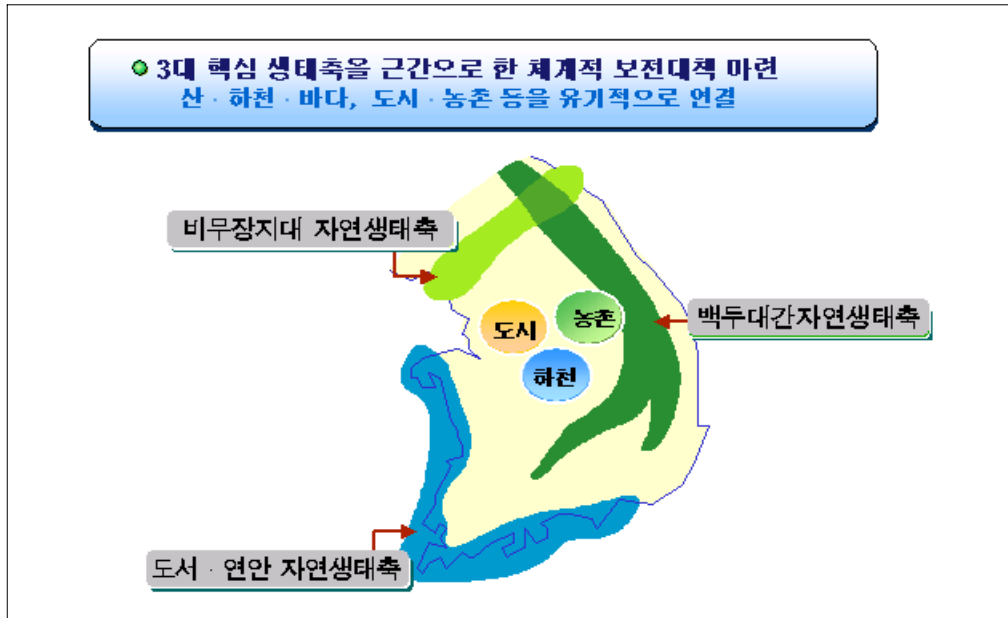 3대 핵심 생태축을 근간으로 한 체계적 보전대책 마련
산 · 하천 · 바다, 도시 · 농촌 등을 유기적으로 연결
비무장지대 자연생태축
도시
농촌
백두대간자연생태축
하천
도서 · 연안 자연생태축